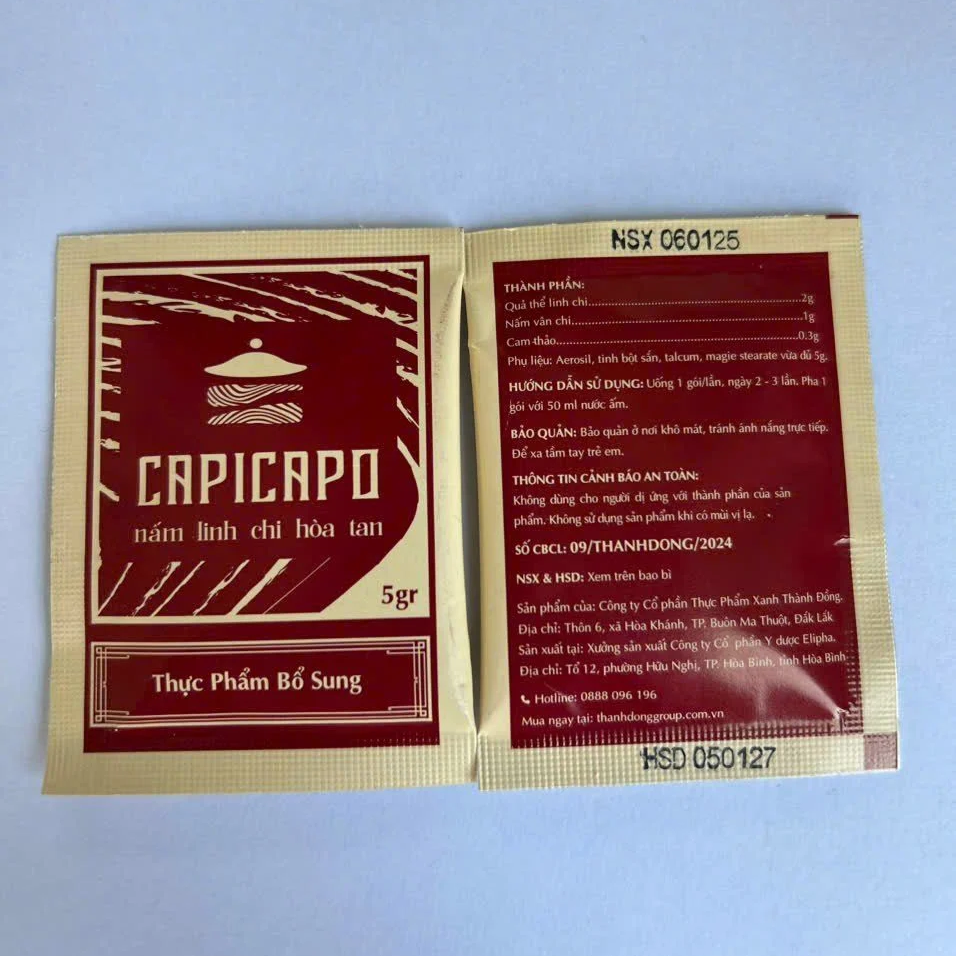 CAPICAPO
nấm linh chi hòa tan
5gr
Thực Phẩm Bổ Sung
NSX 060125
THÀNH PHẦN:
Quả thể linh chi......................................................2g
Nấm vân chi..........................................................1g
Cam thảo............................................................0.3g
Phụ liệu: Aerosil, tinh bột sắn, talcum, magie stearate vừa đủ 5g.
HƯỚNG DẪN SỬ DỤNG: Uống 1 gói/lần, ngày 2 - 3 lần. Pha 1
gói với 50 ml nước ấm.
BẢO QUẢN: Bảo quản ở nơi khô mát, tránh ánh nắng trực tiếp.
Để xa tầm tay trẻ em.
THÔNG TIN CẢNH BÁO AN TOÀN:
Không dùng cho người dị ứng với thành phần của sản
phẩm. Không sử dụng sản phẩm khi có mùi vị lạ.
SỐ CBCL: 09/THANHDONG/2024
NSX & HSD: Xem trên bao bì
Sản phẩm của: Công ty Cổ phần Thực Phẩm Xanh Thành Đồng.
Địa chỉ: Thôn 6, xã Hòa Khánh, TP. Buôn Ma Thuột, Đắk Lắk
Sản xuất tại: Xưởng sản xuất Công ty Cổ phần Y dược Elipha.
Địa chỉ: Tổ 12, phường Hữu Nghị, TP. Hòa Bình, tỉnh Hòa Bình
Hotline: 0888 096 196
Mua ngay tại: thanhdonggroup.com.vn
HSD 050127